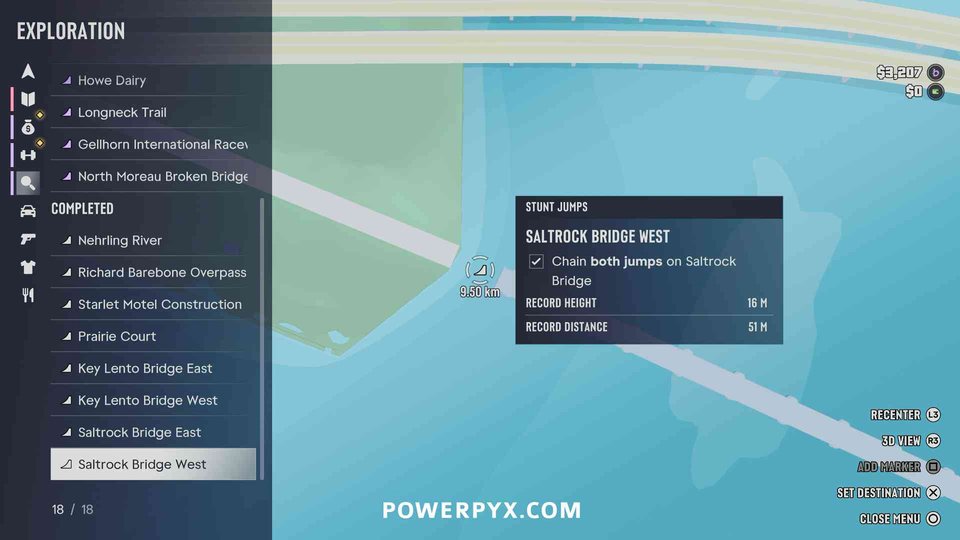 EXPLORATION
Howe Dairy
Longneck Trail
Gellhorn International Racew
North Moreau Broken Bridge
COMPLETED
Nehrling River
Richard Barebone Overpass
Starlet Motel Construction
Prairie Court
Key Lento Bridge East
Key Lento Bridge West
Saltrock Bridge East
Saltrock Bridge West
18 / 18
$3,207
$0
9.50 km
STUNT JUMPS
SALTROCK BRIDGE WEST
Chain both jumps on Saltrock
Bridge
RECORD HEIGHT 16 M
RECORD DISTANCE 51 M
RECENTER L3
3D VIEW R3
ADD MARKER
SET DESTINATION
CLOSE MENU
POWERPYX.COM